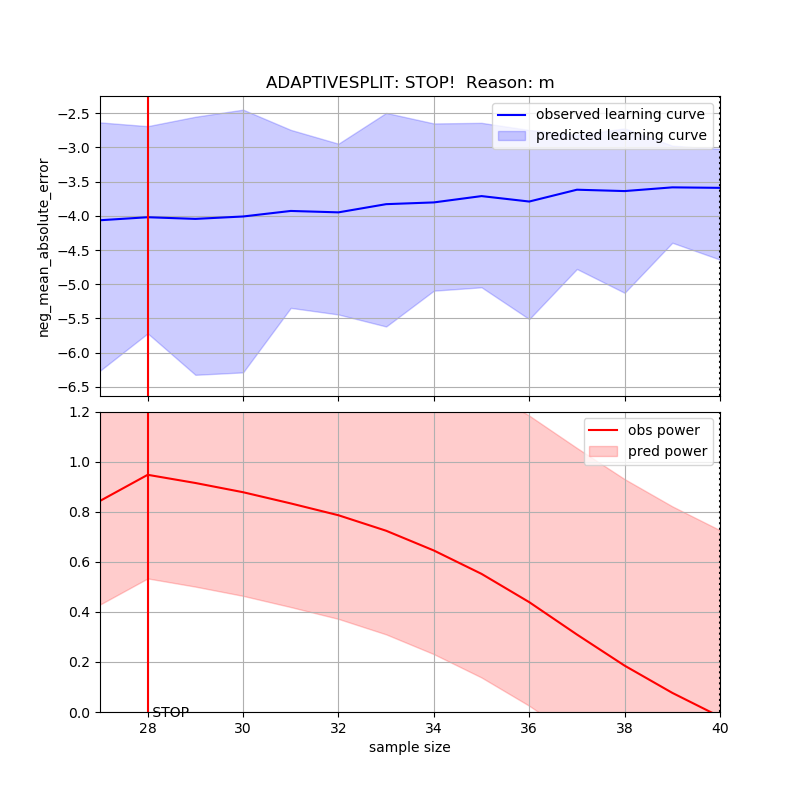 ADAPTIVESPLIT: STOP!  Reason: m
observed learning curve
predicted learning curve
neg_mean_absolute_error
−2.5
−3.0
−3.5
−4.0
−4.5
−5.0
−5.5
−6.0
−6.5
obs power
pred power
1.2
1.0
0.8
0.6
0.4
0.2
0.0
STOP
28 30 32 34 36 38 40
sample size